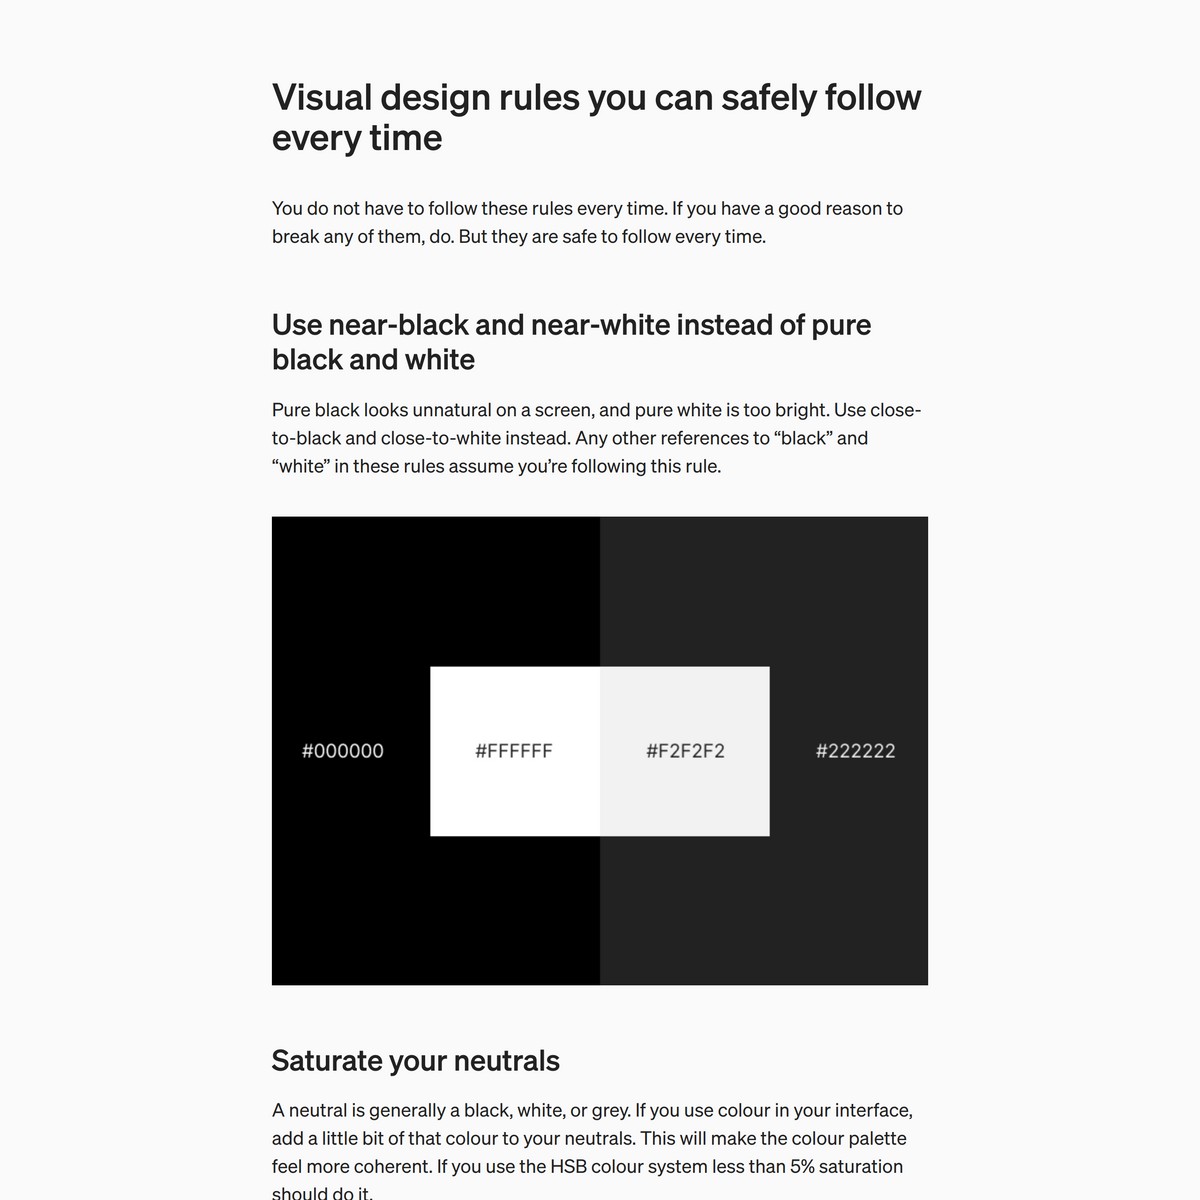 Visual design rules you can safely follow
every time
You do not have to follow these rules every time. If you have a good reason to
break any of them, do. But they are safe to follow every time.
Use near-black and near-white instead of pure
black and white
Pure black looks unnatural on a screen, and pure white is too bright. Use close-
to-black and close-to-white instead. Any other references to “black” and
“white” in these rules assume you’re following this rule.
#000000
#FFFFFF
#F2F2F2
#222222
Saturate your neutrals
A neutral is generally a black, white, or grey. If you use colour in your interface,
add a little bit of that colour to your neutrals. This will make the colour palette
feel more coherent. If you use the HSB colour system less than 5% saturation
should do it.